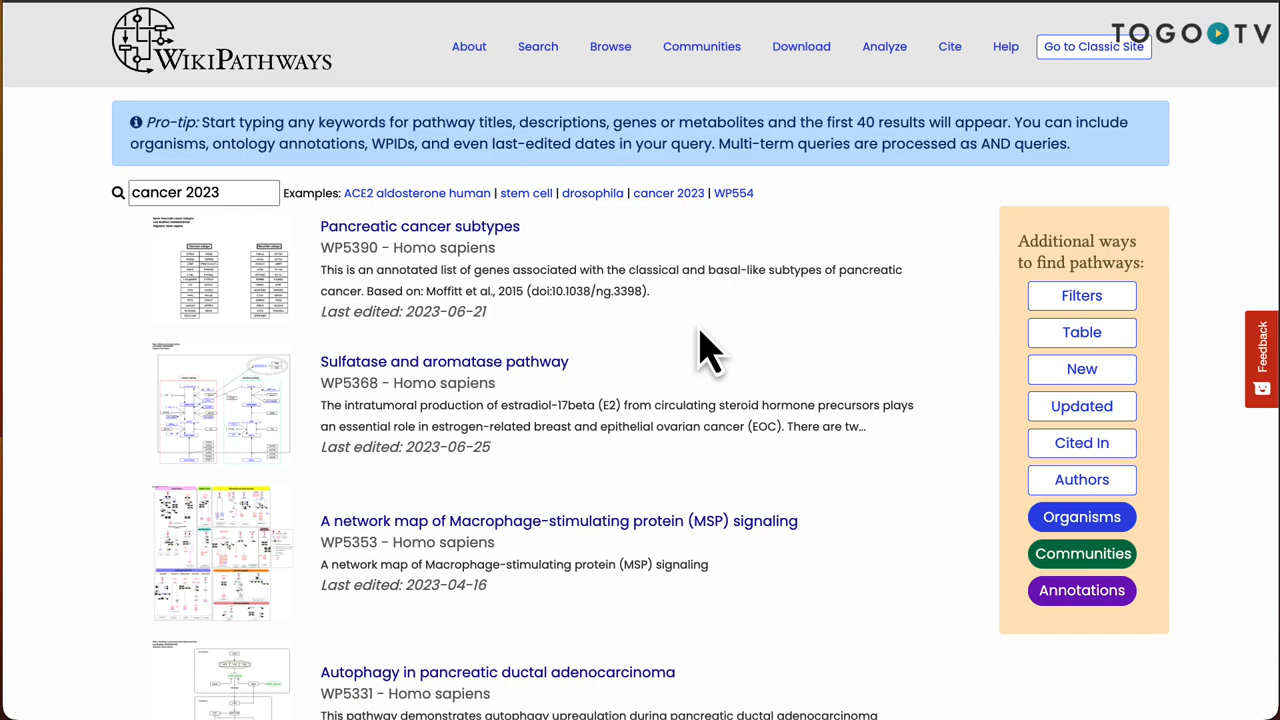 WIKIPATHWAYS
About Search Browse Communities Download Analyze Cite Help Go to Classic Site
TOGO TV
Pro-tip: Start typing any keywords for pathway titles, descriptions, genes or metabolites and the first 40 results will appear. You can include
organisms, ontology annotations, WPIDs, and even last-edited dates in your query. Multi-term queries are processed as AND queries.
cancer 2023 Examples: ACE2 aldosterone human | stem cell | drosophila | cancer 2023 | WP554
Pancreatic cancer subtypes
WP5390 - Homo sapiens
This is an annotated list of genes associated with the classical and basal-like subtypes of pancreatic
cancer. Based on: Moffitt et al., 2015 (doi:10.1038/ng.3398).
Last edited: 2023-06-21
Sulfatase and aromatase pathway
WP5368 - Homo sapiens
The intratumoral production of estradiol-17beta (E2) from circulating steroid hormone precursors plays
an essential role in estrogen-related breast and epithelial ovarian cancer (EOC). There are tw...
Last edited: 2023-06-25
A network map of Macrophage-stimulating protein (MSP) signaling
WP5353 - Homo sapiens
A network map of Macrophage-stimulating protein (MSP) signaling
Last edited: 2023-04-16
Autophagy in pancreatic ductal adenocarcinoma
WP5331 - Homo sapiens
This pathway demonstrates autophagy upregulation during pancreatic ductal adenocarcinoma
Additional ways
to find pathways:
Filters
Table
New
Updated
Cited In
Authors
Organisms
Communities
Annotations
Feedback